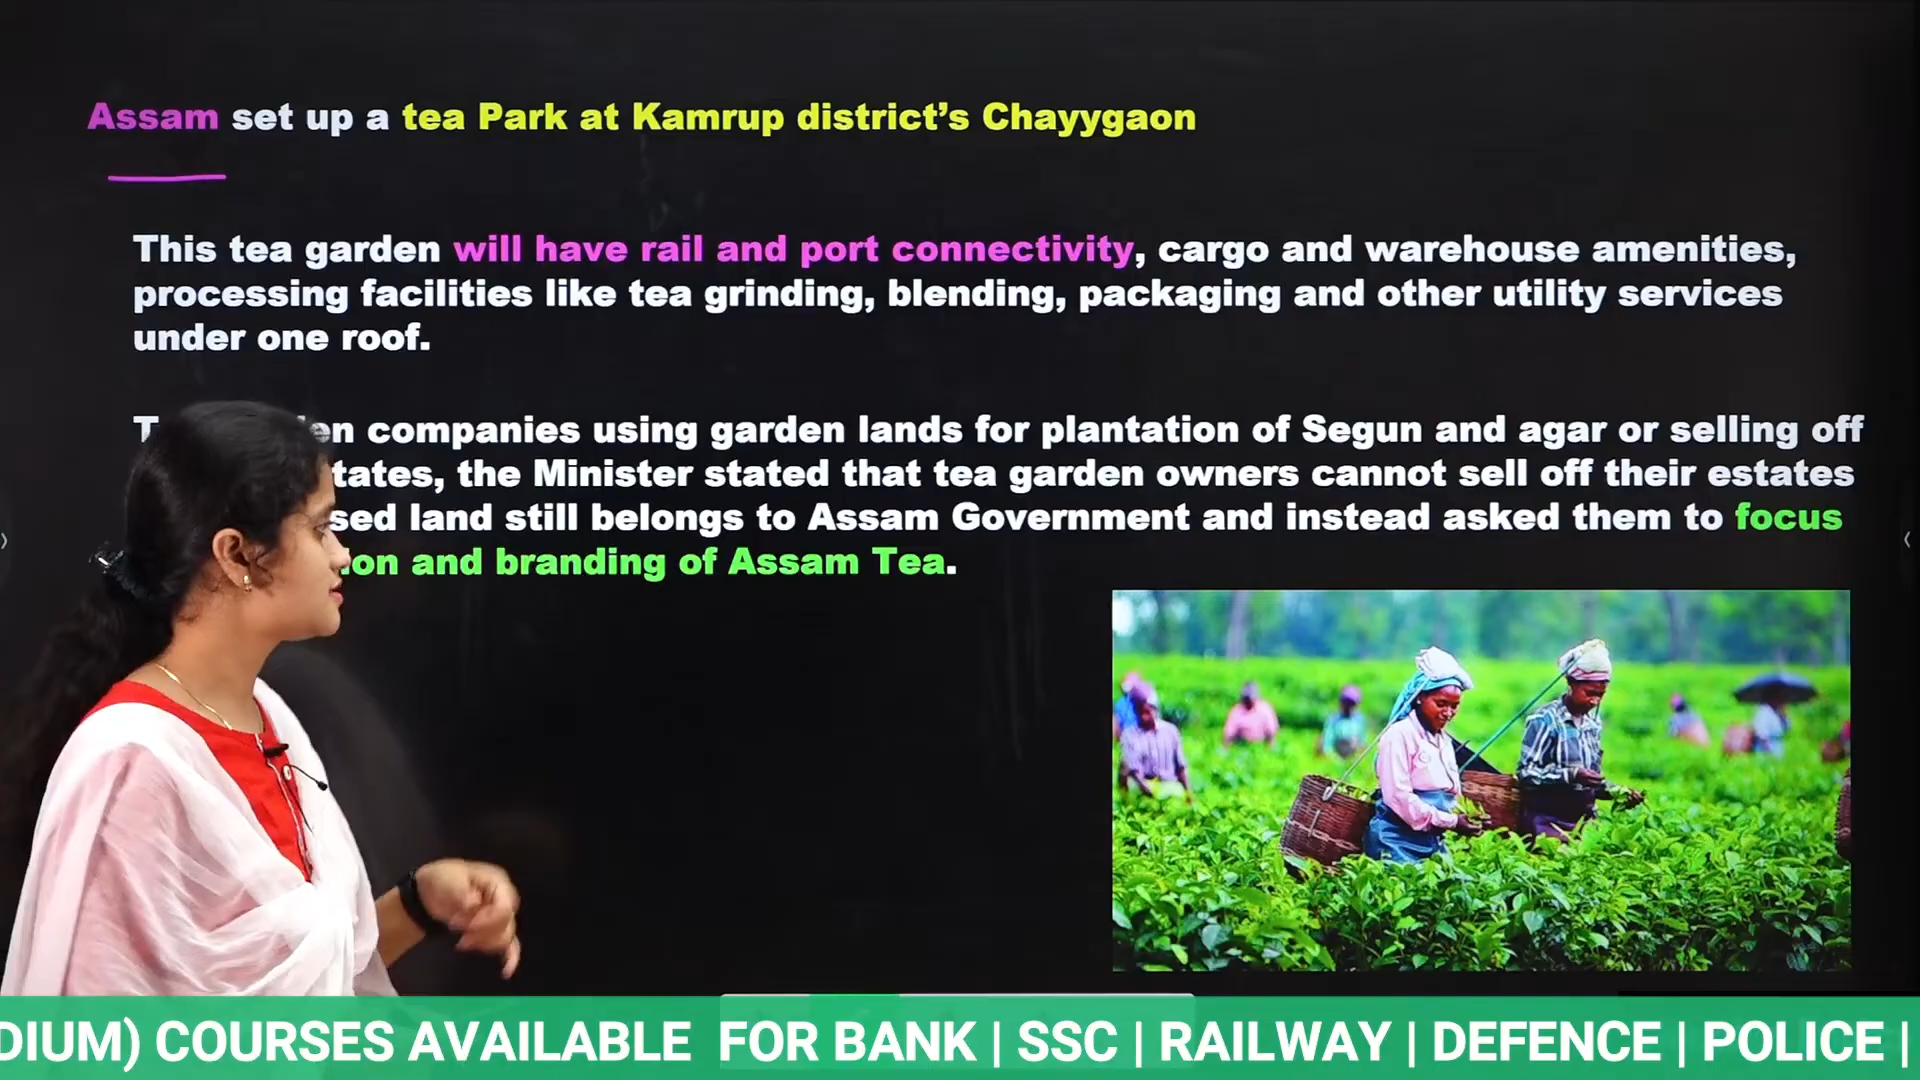 Assam set up a tea Park at Kamrup district’s Chayygaon
This tea garden will have rail and port connectivity, cargo and warehouse amenities,
processing facilities like tea grinding, blending, packaging and other utility services
under one roof.
companies using garden lands for plantation of Segun and agar or selling off
the Minister stated that tea garden owners cannot sell off their estates
land still belongs to Assam Government and instead asked them to focus
and branding of Assam Tea.
DIUM) COURSES AVAILABLE FOR BANK | SSC | RAILWAY | DEFENCE | POLICE |